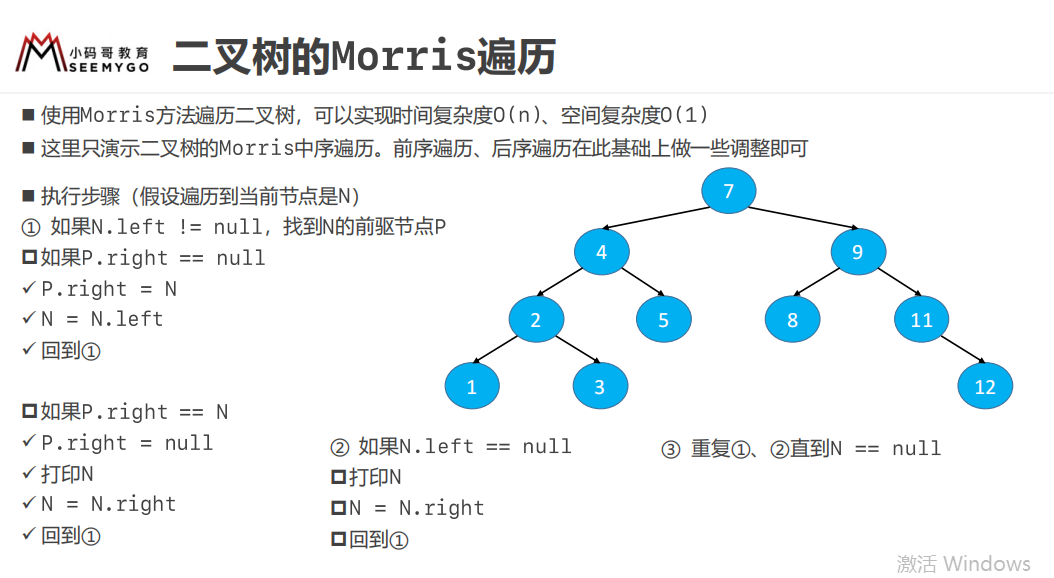 小码哥教育
SEEMYGO
二叉树的Morris遍历
■ 使用Morris方法遍历二叉树，可以实现时间复杂度O(n)、空间复杂度O(1)
■ 这里只演示二叉树的Morris中序遍历。前序遍历、后序遍历在此基础上做一些调整即可
■ 执行步骤（假设遍历到当前节点是N）
① 如果N.left != null，找到N的前驱节点P
如果P.right == null
✓ P.right = N
✓ N = N.left
✓ 回到①
如果P.right == N
✓ P.right = null
✓ 打印N
✓ N = N.right
✓ 回到①
② 如果N.left == null
打印N
N = N.right
回到①
③ 重复①、②直到N == null
7
4
9
2
5
8
11
1
3
12
激活 Windows